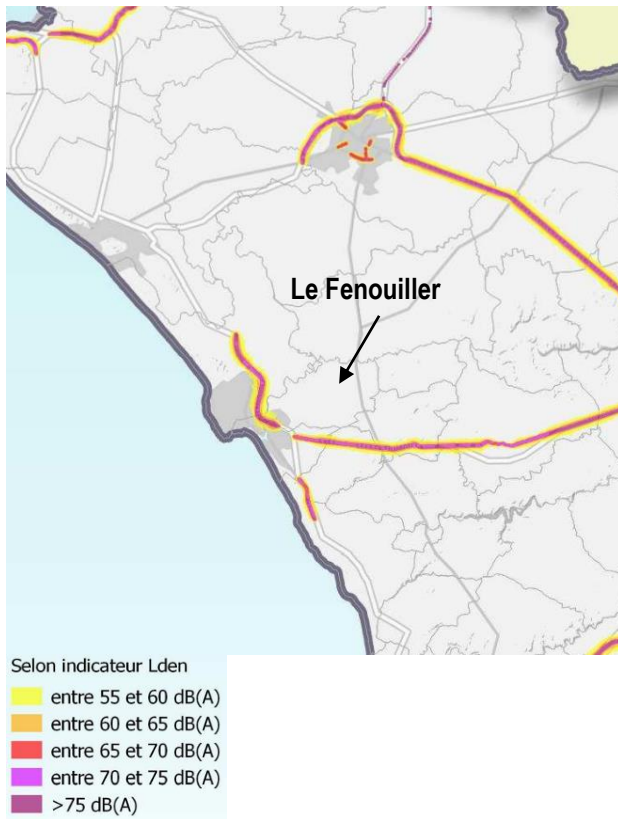 Le Fenouiller
Selon indicateur Lden
entre 55 et 60 dB(A)
entre 60 et 65 dB(A)
entre 65 et 70 dB(A)
entre 70 et 75 dB(A)
>75 dB(A)